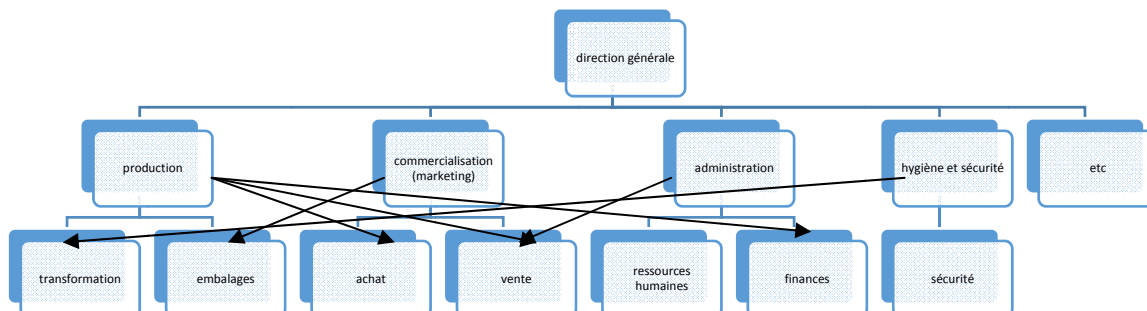 direction générale
production
commercialisation
(marketing)
administration
hygiène et sécurité
etc
transformation
embalages
achat
vente
ressources
humaines
finances
sécurité